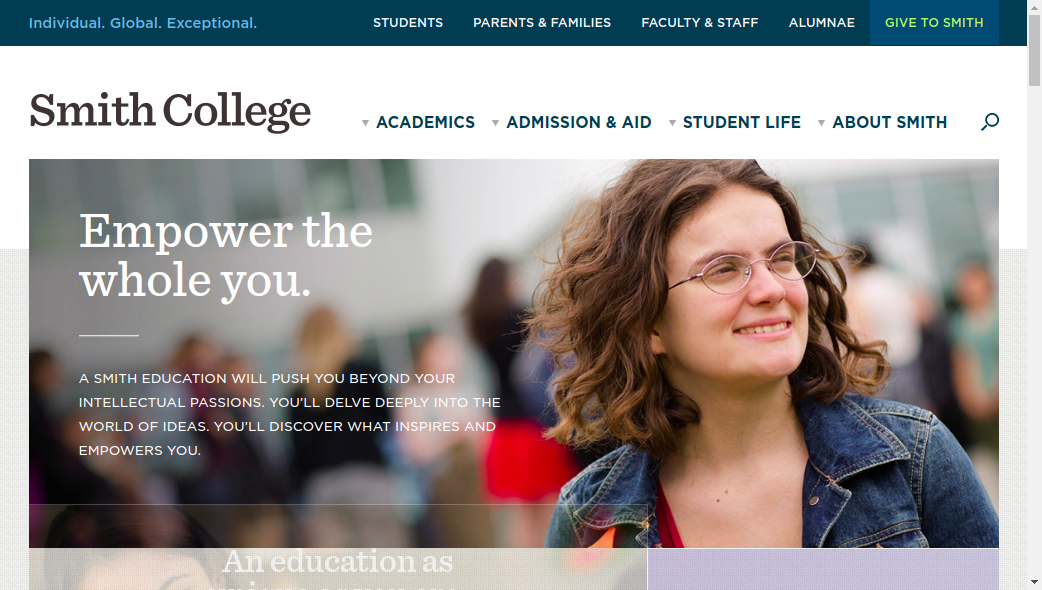 Individual. Global. Exceptional.
STUDENTS PARENTS & FAMILIES FACULTY & STAFF ALUMNAE GIVE TO SMITH
Smith College
ACADEMICS ADMISSION & AID STUDENT LIFE ABOUT SMITH
Empower the
whole you.
A SMITH EDUCATION WILL PUSH YOU BEYOND YOUR
INTELLECTUAL PASSIONS. YOU'LL DELVE DEEPLY INTO THE
WORLD OF IDEAS. YOU'LL DISCOVER WHAT INSPIRES AND
EMPOWERS YOU.
An education as